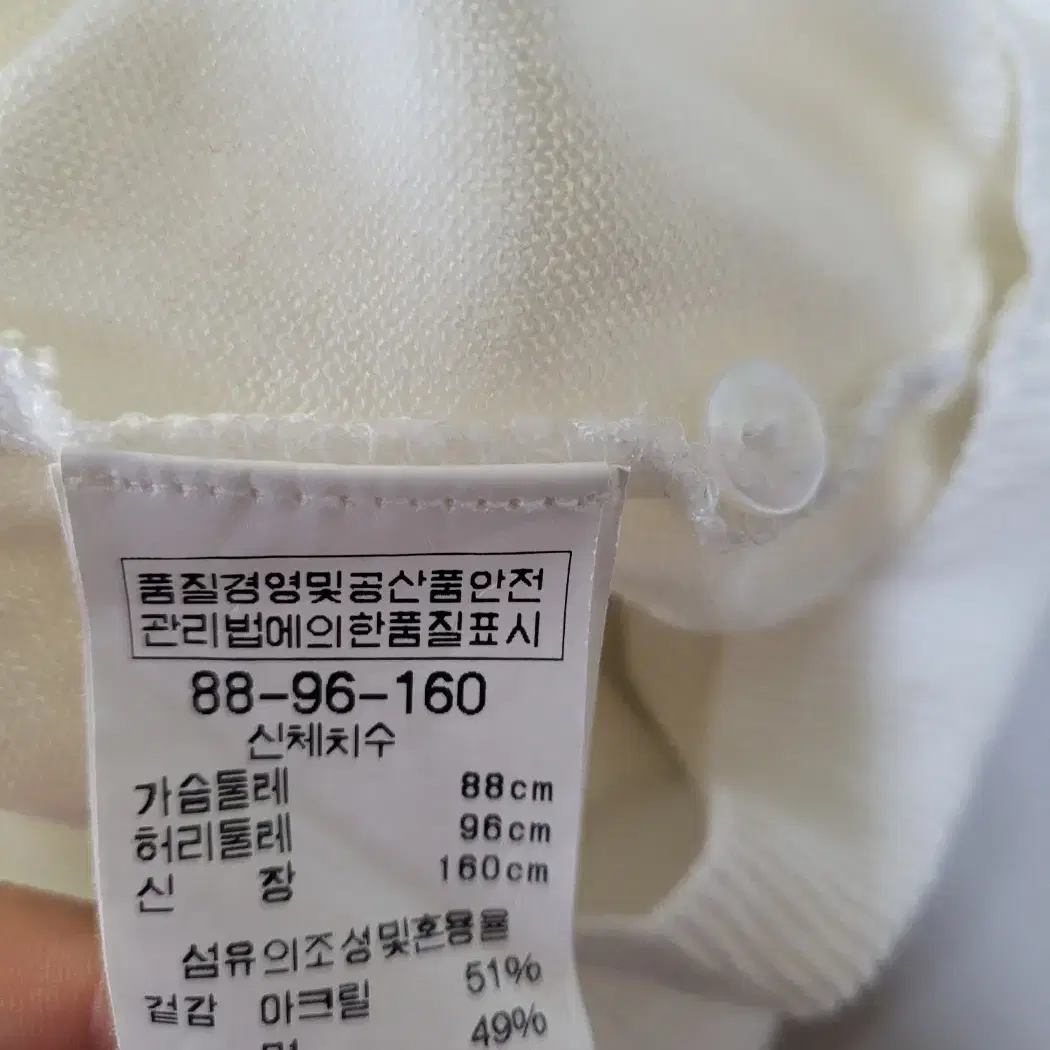 품질경영및공산품안전
관리법에의한품질표시
88-96-160
신체치수
가슴둘레 88cm
허리둘레 96cm
신 장 160cm
섬유의조성및혼용율
겉감 아크릴 51%
49%